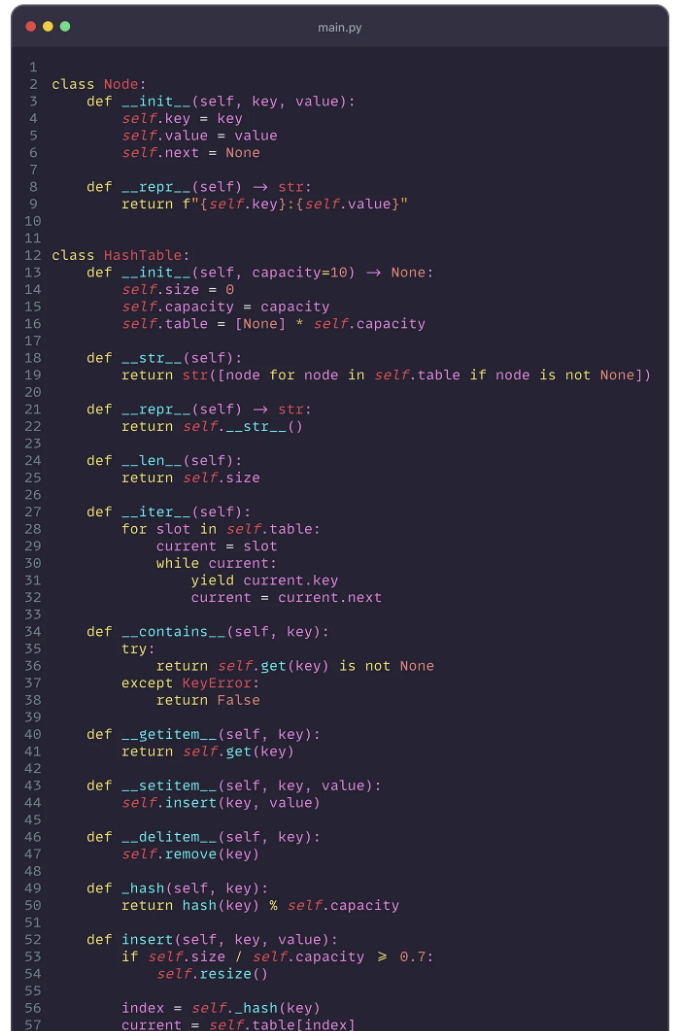 main.py
1
2 class Node:
3     def __init__(self, key, value):
4         self.key = key
5         self.value = value
6         self.next = None
7
8     def __repr__(self) → str:
9         return f"{self.key}:{self.value}"
10
11
12 class HashTable:
13     def __init__(self, capacity=10) → None:
14         self.size = 0
15         self.capacity = capacity
16         self.table = [None] * self.capacity
17
18     def __str__(self):
19         return str([node for node in self.table if node is not None])
20
21     def __repr__(self) → str:
22         return self.__str__()
23
24     def __len__(self):
25         return self.size
26
27     def __iter__(self):
28         for slot in self.table:
29             current = slot
30             while current:
31                 yield current.key
32                 current = current.next
33
34     def __contains__(self, key):
35         try:
36             return self.get(key) is not None
37         except KeyError:
38             return False
39
40     def __getitem__(self, key):
41         return self.get(key)
42
43     def __setitem__(self, key, value):
44         self.insert(key, value)
45
46     def __delitem__(self, key):
47         self.remove(key)
48
49     def _hash(self, key):
50         return hash(key) % self.capacity
51
52     def insert(self, key, value):
53         if self.size / self.capacity ⩾ 0.7:
54             self.resize()
55
56         index = self._hash(key)
57         current = self.table[index]